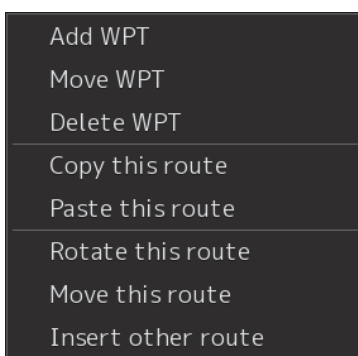 Add WPT
Move WPT
Delete WPT
Copy this route
Paste this route
Rotate this route
Move this route
Insert other route